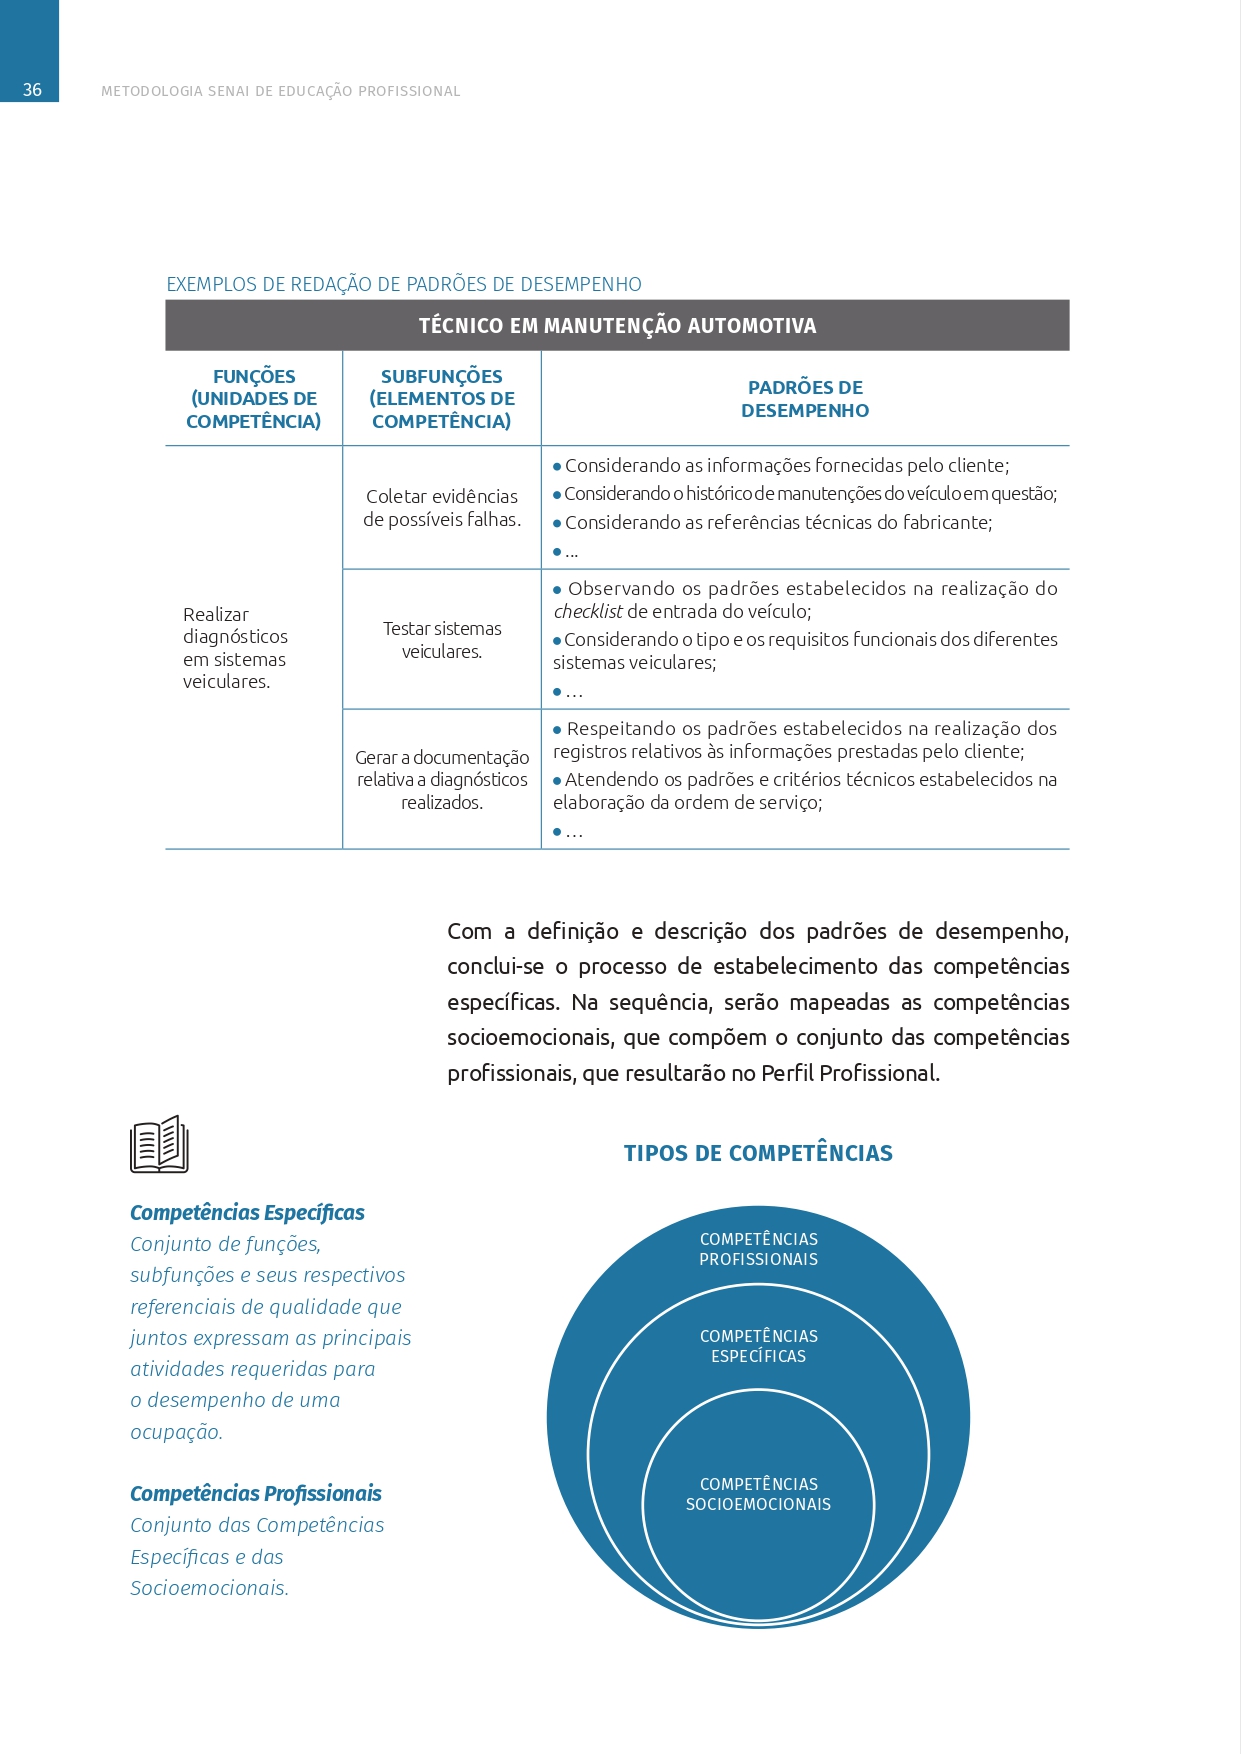 36
METODOLOGIA SENAI DE EDUCAÇÃO PROFISSIONAL
EXEMPLOS DE REDAÇÃO DE PADRÕES DE DESEMPENHO
TÉCNICO EM MANUTENÇÃO AUTOMOTIVA
FUNÇÕES
(UNIDADES DE
COMPETÊNCIA)
SUBFUNÇÕES
(ELEMENTOS DE
COMPETÊNCIA)
PADRÕES DE
DESEMPENHO
Realizar
diagnósticos
em sistemas
veiculares.
Coletar evidências
de possíveis falhas.
• Considerando as informações fornecidas pelo cliente;
• Considerando o histórico de manutenções do veículo em questão;
• Considerando as referências técnicas do fabricante;
• ...
Testar sistemas
veiculares.
• Observando os padrões estabelecidos na realização do
checklist de entrada do veículo;
• Considerando o tipo e os requisitos funcionais dos diferentes
sistemas veiculares;
• ...
Gerar a documentação
relativa a diagnósticos
realizados.
• Respeitando os padrões estabelecidos na realização dos
registros relativos às informações prestadas pelo cliente;
• Atendendo os padrões e critérios técnicos estabelecidos na
elaboração da ordem de serviço;
• ...
Com a definição e descrição dos padrões de desempenho,
conclui-se o processo de estabelecimento das competências
específicas. Na sequência, serão mapeadas as competências
socioemocionais, que compõem o conjunto das competências
profissionais, que resultarão no Perfil Profissional.
Competências Específicas
Conjunto de funções,
subfunções e seus respectivos
referenciais de qualidade que
juntos expressam as principais
atividades requeridas para
o desempenho de uma
ocupação.
Competências Profissionais
Conjunto das Competências
Específicas e das
Socioemocionais.
TIPOS DE COMPETÊNCIAS
COMPETÊNCIAS
PROFISSIONAIS
COMPETÊNCIAS
ESPECÍFICAS
COMPETÊNCIAS
SOCIOEMOCIONAIS